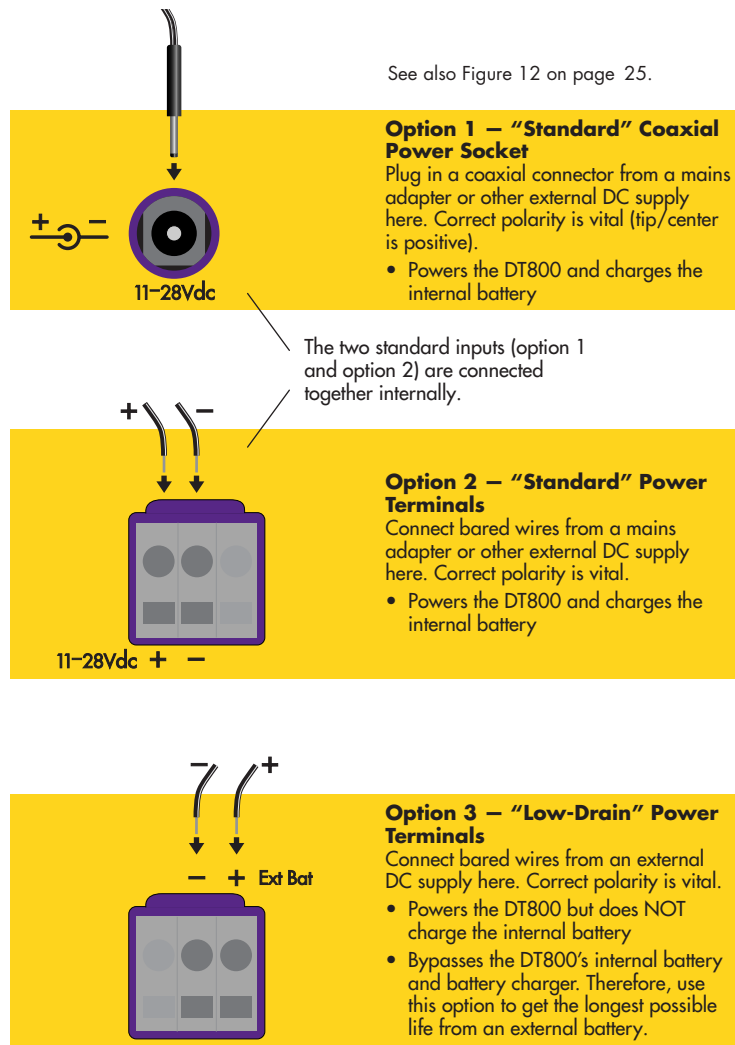 See also Figure 12 on page 25.
Option 1 – “Standard” Coaxial
Power Socket
Plug in a coaxial connector from a mains
adapter or other external DC supply
here. Correct polarity is vital (tip/center
is positive).
• Powers the DT800 and charges the
internal battery
+ –
11–28Vdc
The two standard inputs (option 1
and option 2) are connected
together internally.
+ –
Option 2 – “Standard” Power
Terminals
Connect bared wires from a mains
adapter or other external DC supply
here. Correct polarity is vital.
• Powers the DT800 and charges the
internal battery
11–28Vdc + –
– +
– + Ext Bat
Option 3 – “Low-Drain” Power
Terminals
Connect bared wires from an external
DC supply here. Correct polarity is vital.
• Powers the DT800 but does NOT
charge the internal battery
• Bypasses the DT800’s internal battery
and battery charger. Therefore, use
this option to get the longest possible
life from an external battery.